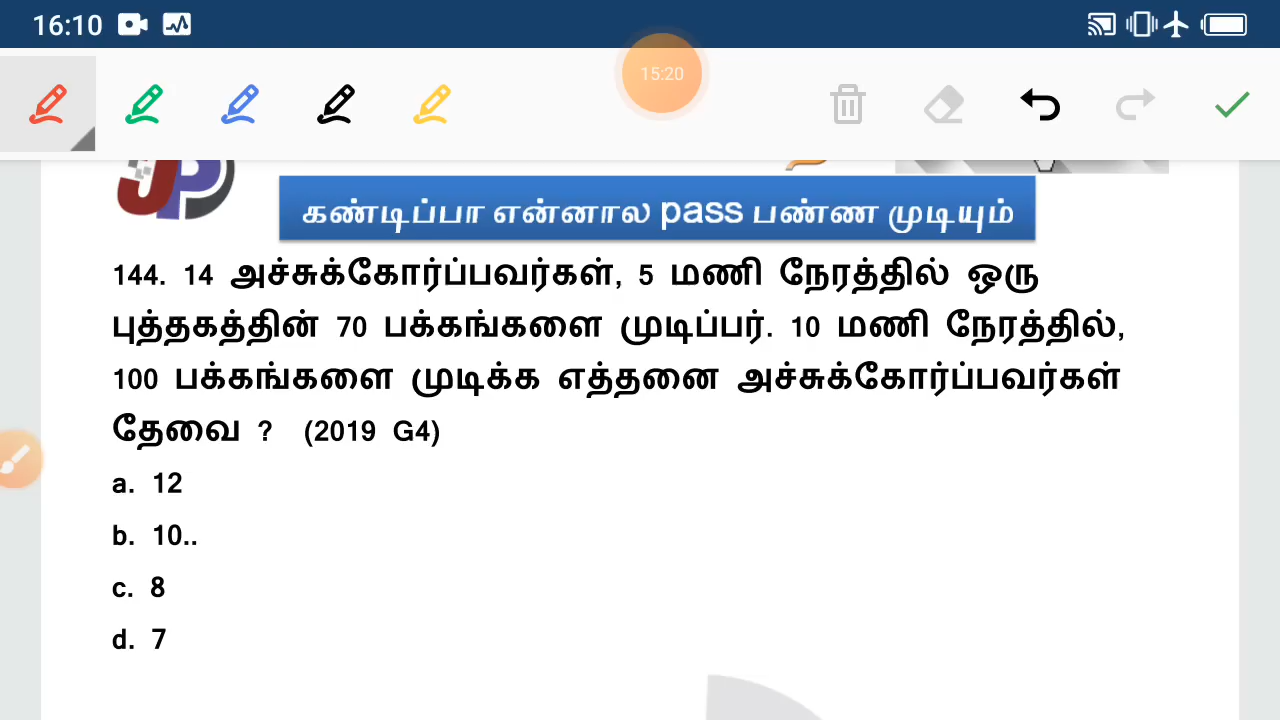 16:10
15:20
JP
கண்டிப்பா என்னால pass பண்ண முடியும்
144. 14 அச்சுக்கோர்ப்பவர்கள், 5 மணி நேரத்தில் ஒரு
புத்தகத்தின் 70 பக்கங்களை முடிப்பர். 10 மணி நேரத்தில்,
100 பக்கங்களை முடிக்க எத்தனை அச்சுக்கோர்ப்பவர்கள்
தேவை ? (2019 G4)
a. 12
b. 10..
c. 8
d. 7